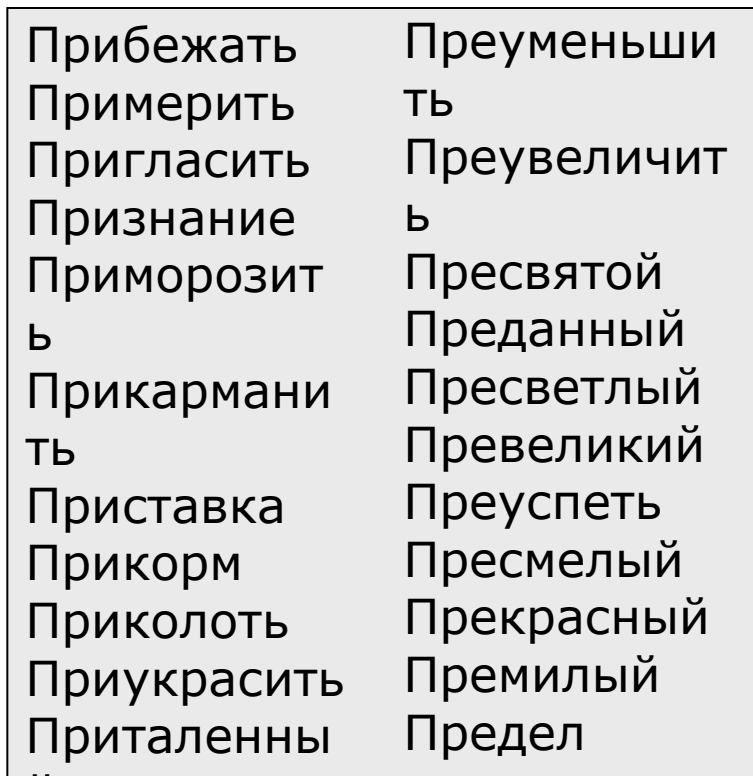 Прибежать
Примерить
Пригласить
Признание
Приморозит
ь
Прикармани
ть
Приставка
Прикорм
Приколоть
Приукрасить
Приталенны
Преуменьши
ть
Преувеличит
ь
Пресвятой
Преданный
Пресветлый
Превеликий
Преуспеть
Пресмелый
Прекрасный
Премилый
Предел